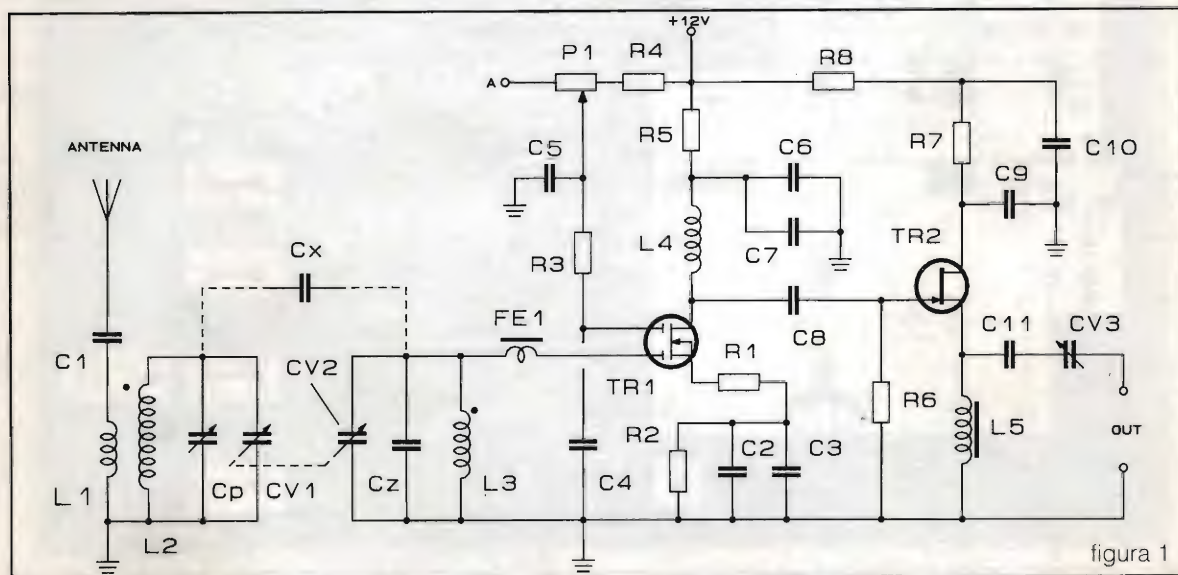 +12V
P1
R4
R8
A
R5
R7
C10
ANTENNA
C5
C6
C9
L4
C7
TR2
Cx
R3
FE1
C8
C11
CV3
C1
CV2
R1
TR1
R6
L5
OUT
R2
C2
C3
L1
Cp
CV1
Cz
L3
C4
L2
figura 1